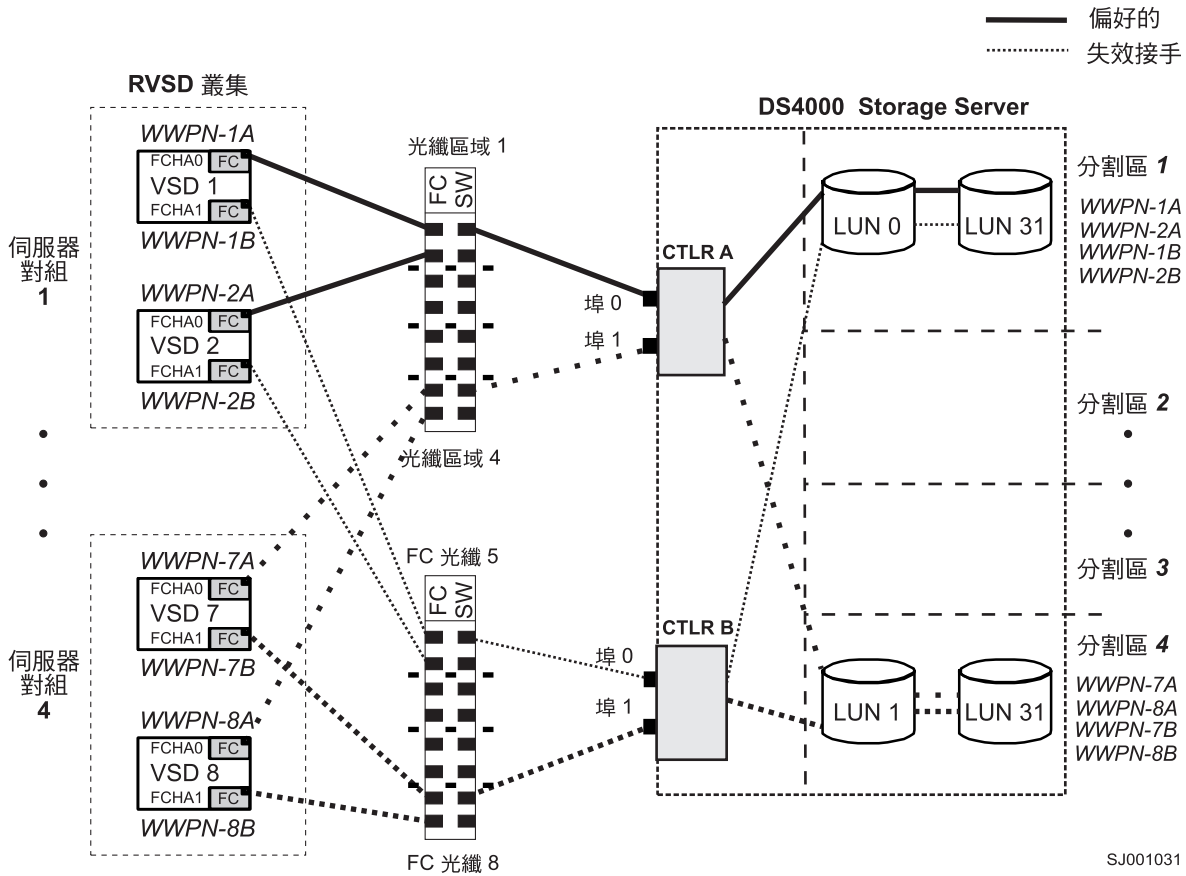 偏好的
失效接手
RVSD 叢集
DS4000 Storage Server
WWPN-1A
FCHA0 FC
VSD 1
FCHA1 FC
WWPN-1B
伺服器
對組
1
WWPN-2A
FCHA0 FC
VSD 2
FCHA1 FC
WWPN-2B
光纖區域 1
FC
SW
光纖區域 4
CTLR A
埠 0
埠 1
LUN 0
LUN 31
分割區 1
WWPN-1A
WWPN-2A
WWPN-1B
WWPN-2B
分割區 2
分割區 3
WWPN-7A
FCHA0 FC
VSD 7
FCHA1 FC
WWPN-7B
伺服器
對組
4
WWPN-8A
FCHA0 FC
VSD 8
FCHA1 FC
WWPN-8B
FC 光纖 5
FC
SW
FC 光纖 8
CTLR B
埠 0
埠 1
LUN 1
LUN 31
分割區 4
WWPN-7A
WWPN-8A
WWPN-7B
WWPN-8B
SJ001031